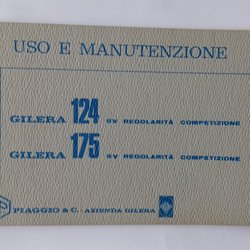 USO E MANUTENZIONE
GILERA 124 5V REGOLARITÀ COMPETIZIONE
GILERA 175 5V REGOLARITÀ COMPETIZIONE
PIAGGIO & C. - AZIENDA GILERA